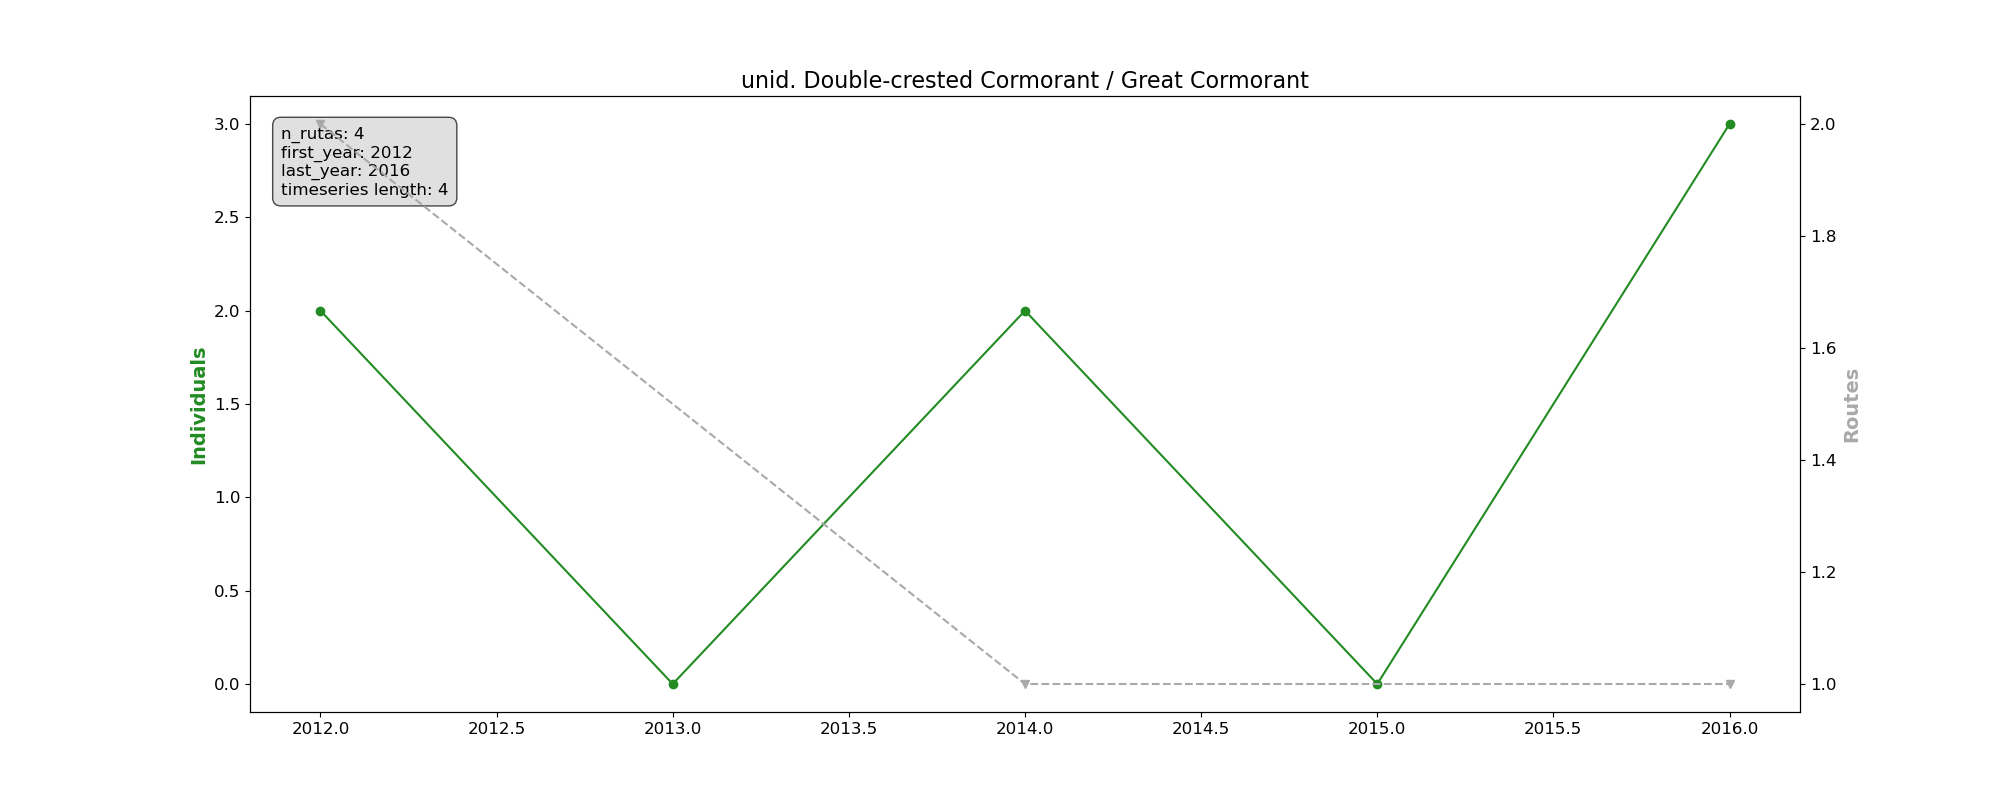 unid. Double-crested Cormorant / Great Cormorant
n_rutas: 4
first_year: 2012
last_year: 2016
timeseries length: 4
3.0
2.5
2.0
1.5
1.0
0.5
0.0
Individuals
2.0
1.8
1.6
1.4
1.2
1.0
Routes
2012.0 2012.5 2013.0 2013.5 2014.0 2014.5 2015.0 2015.5 2016.0